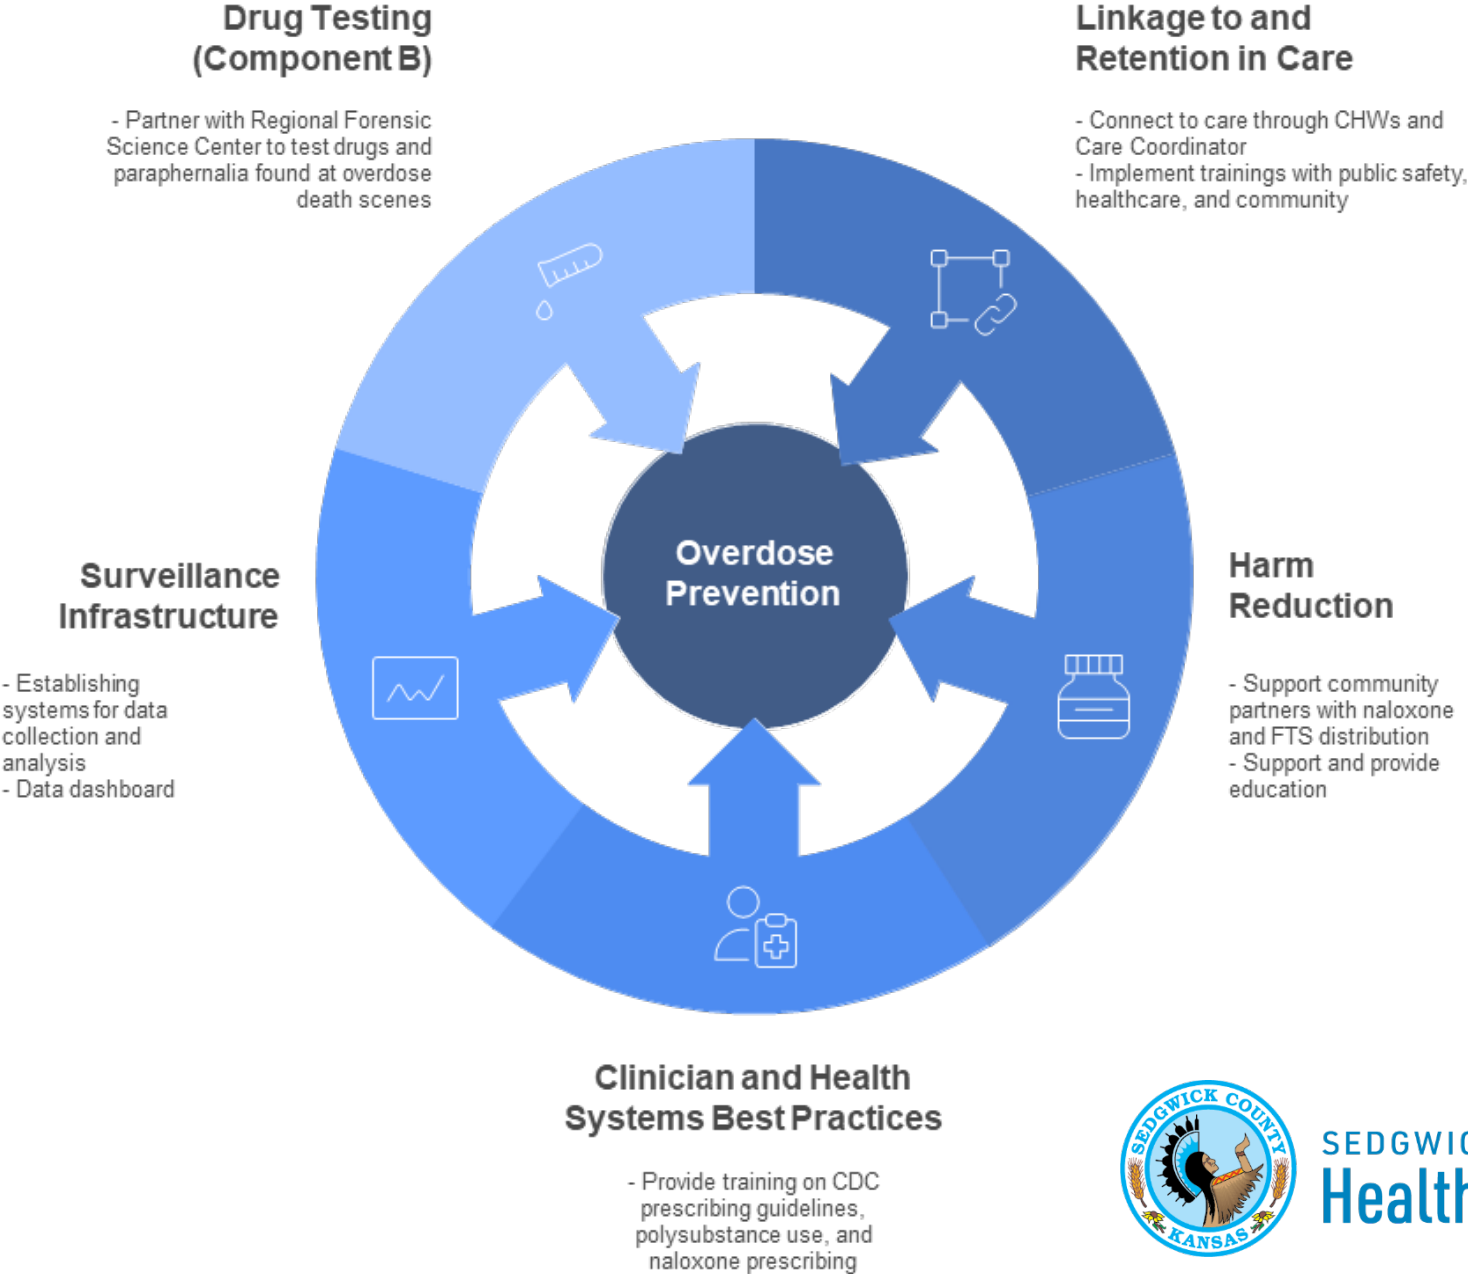 Drug Testing
(Component B)
- Partner with Regional Forensic
Science Center to test drugs and
paraphernalia found at overdose
death scenes
Linkage to and
Retention in Care
- Connect to care through CHWs and
Care Coordinator
- Implement trainings with public safety,
healthcare, and community
Overdose
Prevention
Surveillance
Infrastructure
- Establishing
systems for data
collection and
analysis
- Data dashboard
Harm
Reduction
- Support community
partners with naloxone
and FTS distribution
- Support and provide
education
Clinician and Health
Systems Best Practices
- Provide training on CDC
prescribing guidelines,
polysubstance use, and
naloxone prescribing
SEDGWICK COUNTY
KANSAS
Health